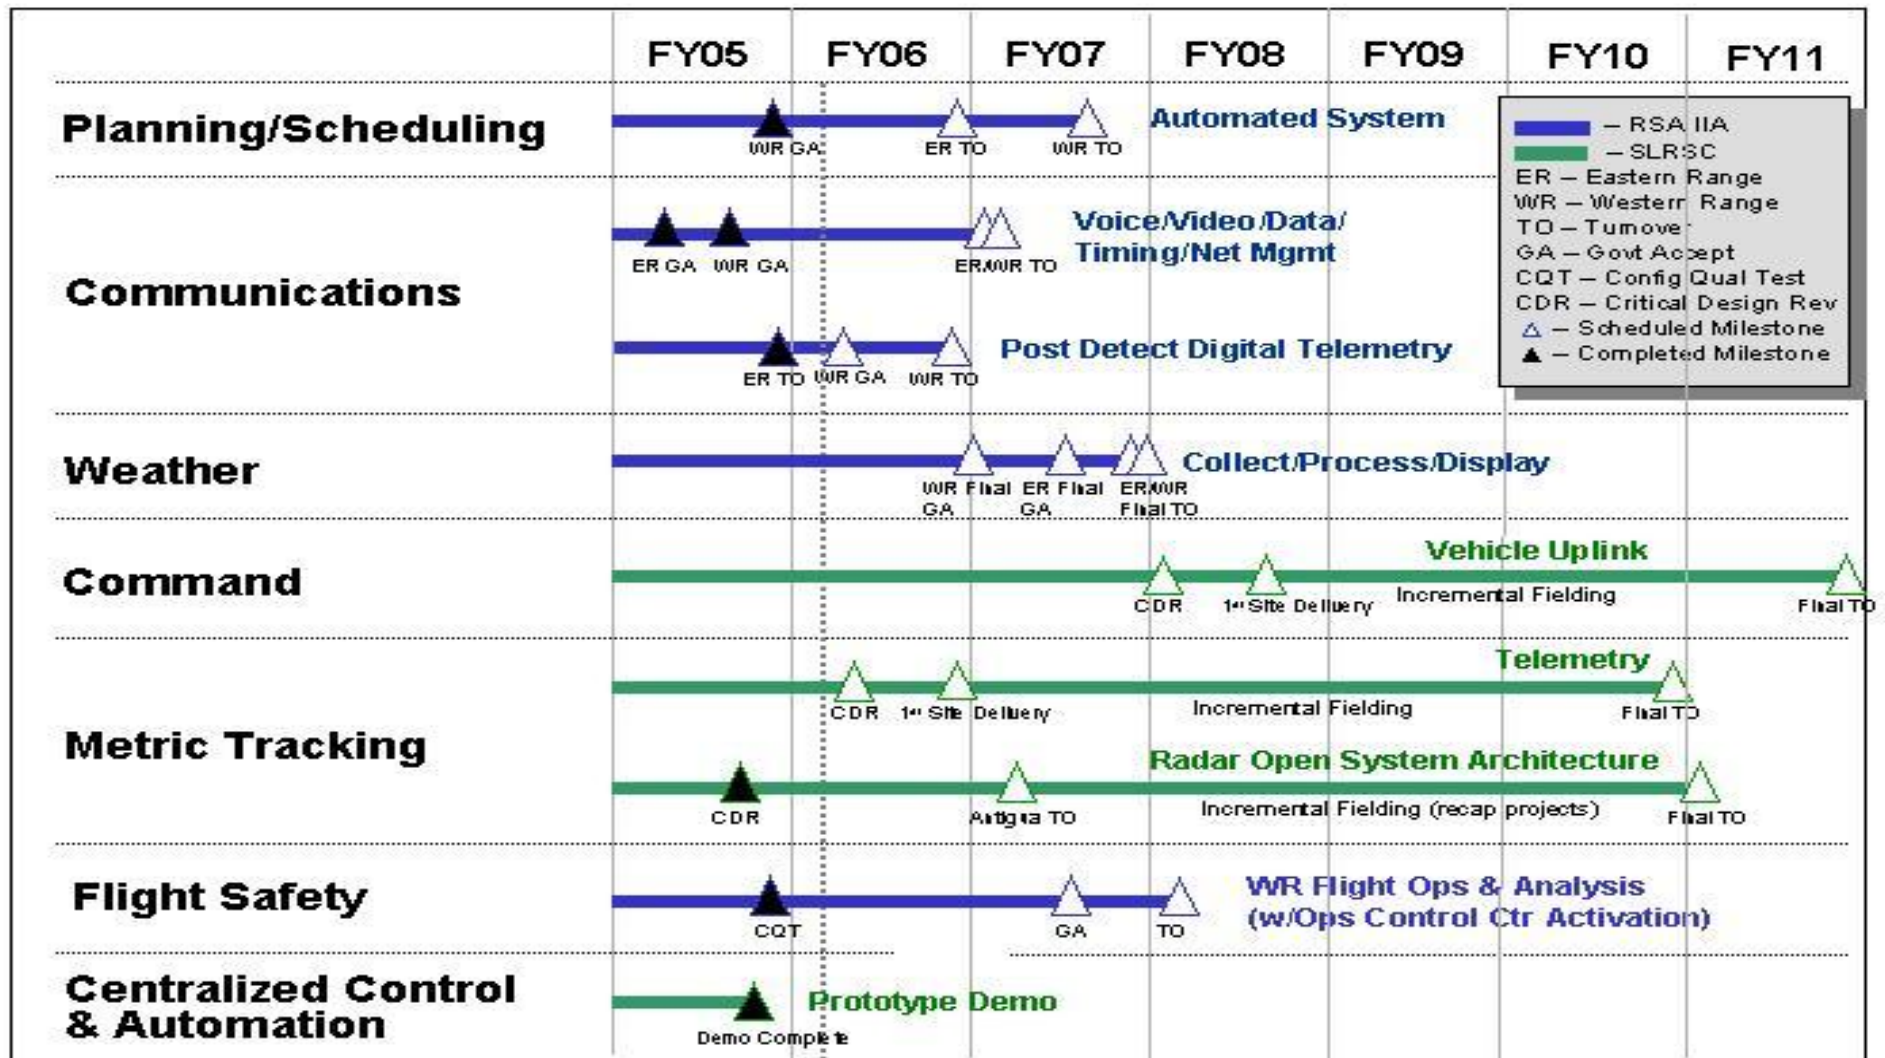 FY05 FY06 FY07 FY08 FY09 FY10 FY11
Planning/Scheduling
WR GA ER TO WR TO
Automated System
– RSA IIA
– SLRSC
ER – Eastern Range
WR – Western Range
TO – Turnover
GA – Govt Accept
CQT – Config Qual Test
CDR – Critical Design Rev
– Scheduled Milestone
– Completed Milestone
Communications
ER GA WR GA ER/WR TO
Voice/Video/Data/
Timing/Net Mgmt
ER TO WR GA WR TO
Post Detect Digital Telemetry
Weather
WR Final ER Final ER/WR
GA GA Final TO
Collect/Process/Display
Command
Vehicle Uplink
CDR 1st Site Delivery Incremental Fielding Final TO
Metric Tracking
Telemetry
CDR 1st Site Delivery Incremental Fielding Final TO
Radar Open System Architecture
CDR Antigua TO Incremental Fielding (recap projects) Final TO
Flight Safety
CQT GA TO
WR Flight Ops & Analysis
(w/Ops Control Ctr Activation)
Centralized Control
& Automation
Prototype Demo
Demo Complete